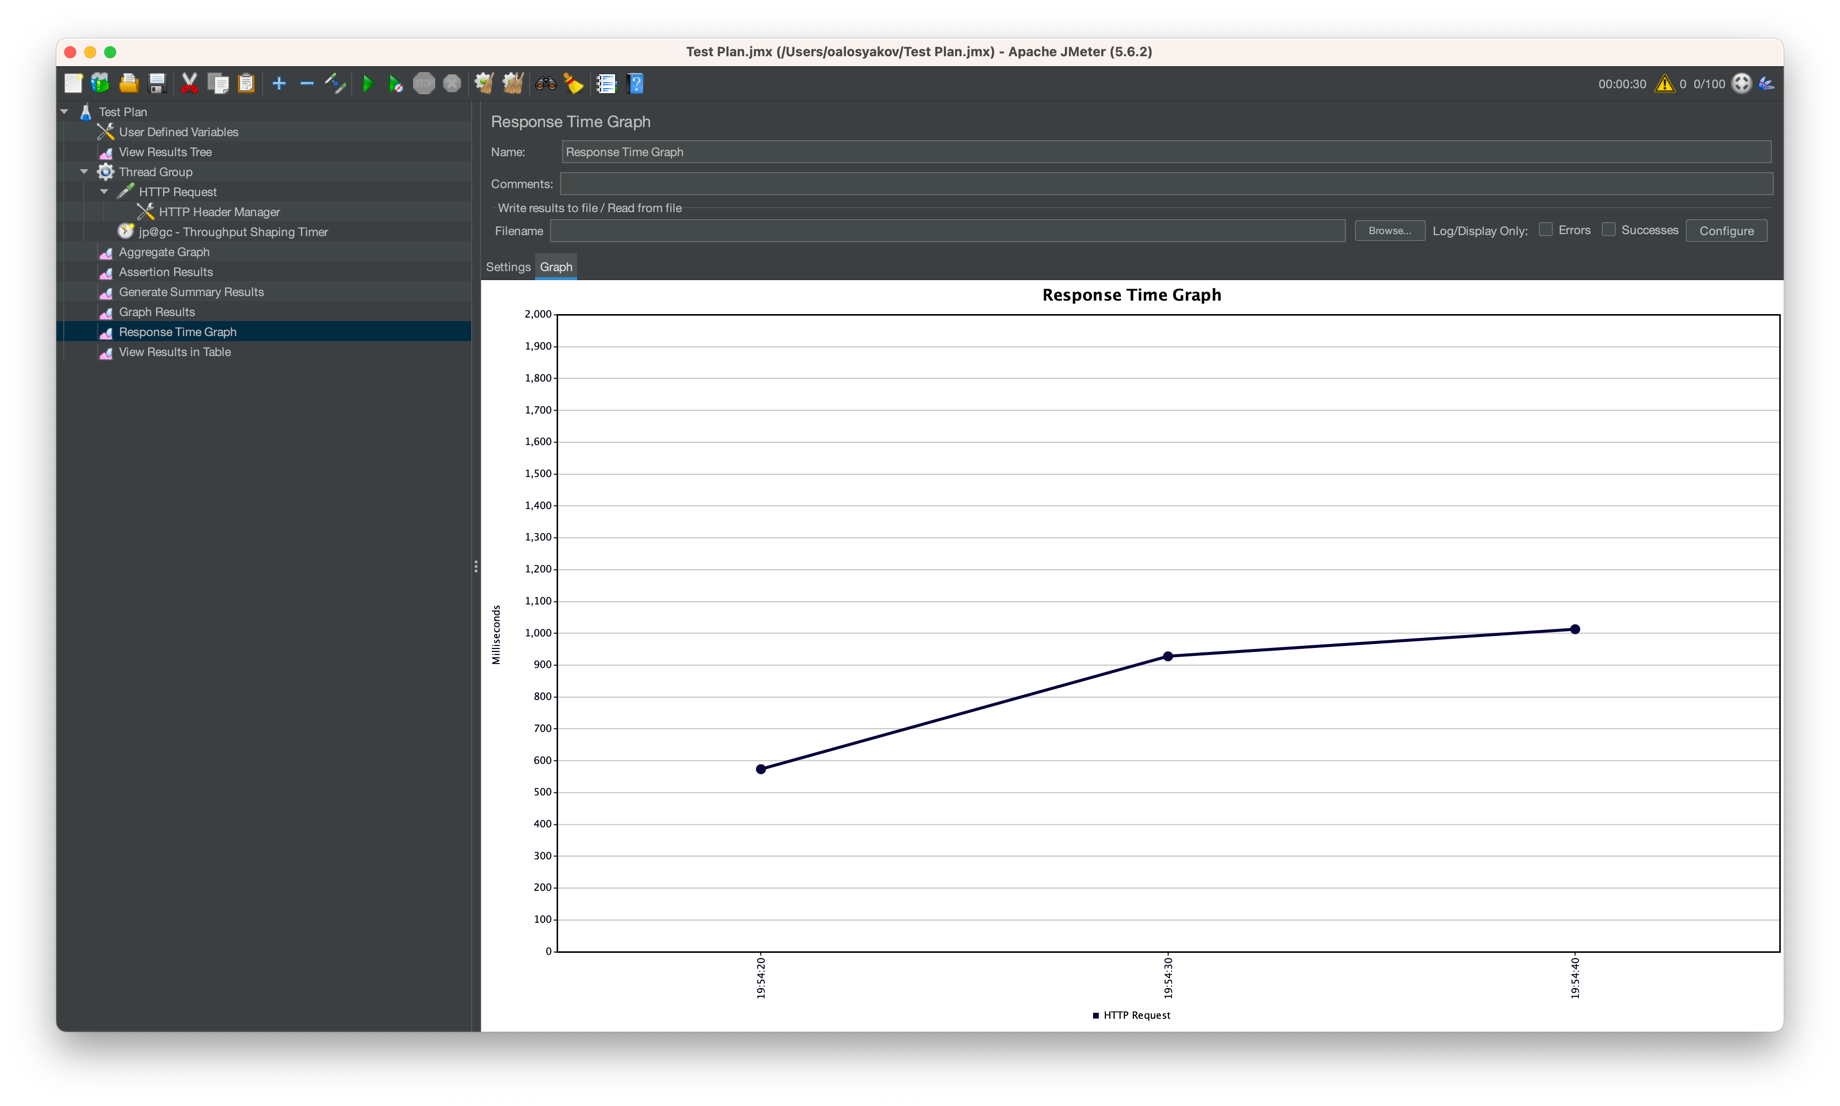 Test Plan.jmx (/Users/oalosyakov/Test Plan.jmx) - Apache JMeter (5.6.2)
STOP
00:00:30 0 0/100
Test Plan
User Defined Variables
View Results Tree
Thread Group
HTTP Request
HTTP Header Manager
jp@gc - Throughput Shaping Timer
Aggregate Graph
Assertion Results
Generate Summary Results
Graph Results
Response Time Graph
View Results in Table
Response Time Graph
Name: Response Time Graph
Comments:
Write results to file / Read from file
Filename Browse... Log/Display Only: Errors Successes Configure
Settings Graph
Response Time Graph
2,000
1,900
1,800
1,700
1,600
1,500
1,400
1,300
1,200
1,100
1,000
900
800
700
600
500
400
300
200
100
0
Milliseconds
19:54:20
19:54:30
19:54:40
HTTP Request